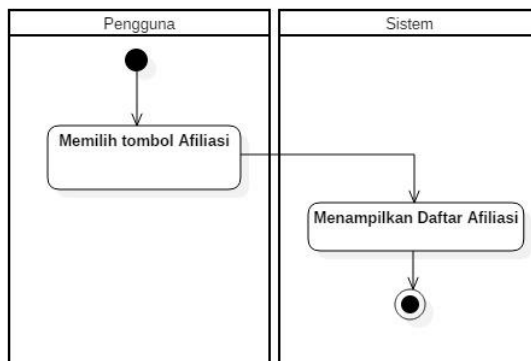 Pengguna
Sistem
Memilih tombol Afiliasi
Menampilkan Daftar Afiliasi